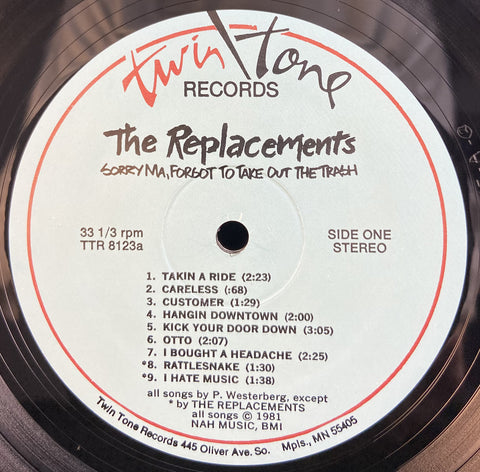 twin\tone
RECORDS
The Replacements
SORRY MA, FORGOT TO TAKE OUT THE TRASH
33 1/3 rpm
TTR 8123a
SIDE ONE
STEREO
1. TAKIN A RIDE (2:23)
2. CARELESS (:68)
3. CUSTOMER (1:29)
4. HANGIN DOWNTOWN (2:00)
5. KICK YOUR DOOR DOWN (3:05)
6. OTTO (2:07)
7. I BOUGHT A HEADACHE (2:25)
*8. RATTLESNAKE (1:30)
*9. I HATE MUSIC (1:38)
all songs by P. Westerberg, except
* by THE REPLACEMENTS
all songs © 1981
NAH MUSIC, BMI
Twin Tone Records 445 Oliver Ave. So. Mpls., MN 55405